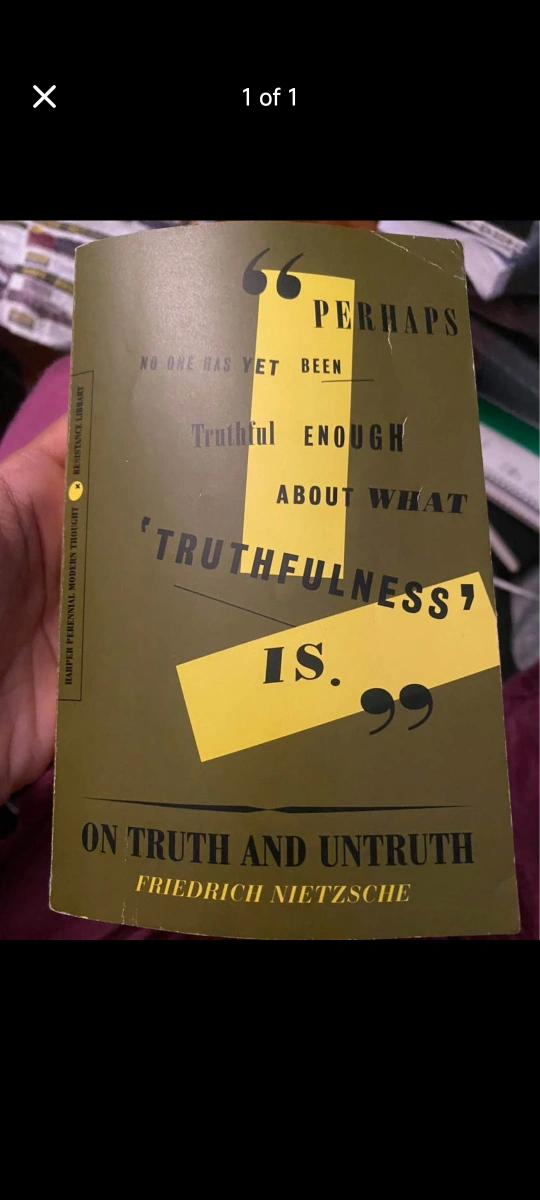 1 of 1
“PERHAPS
NO ONE HAS YET BEEN
Truthful ENOUGH
ABOUT WHAT
‘TRUTHFULNESS’
IS.”
HARPER PERENNIAL MODERN THOUGHT RESISTANCE LIBRARY
ON TRUTH AND UNTRUTH
FRIEDRICH NIETZSCHE